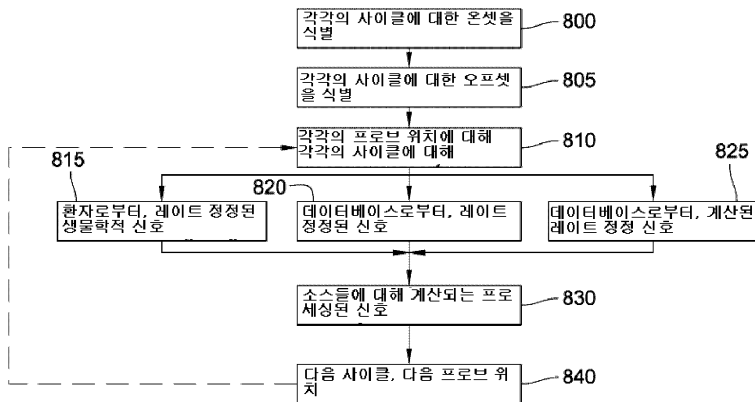 각각의 사이클에 대한 온셋을
식별
800
각각의 사이클에 대한 오프셋
을 식별
805
각각의 프로브 위치에 대해
각각의 사이클에 대해
810
815
환자로부터, 레이트 정정된
생물학적 신호
820
데이터베이스로부터, 레이트
정정된 신호
825
데이터베이스로부터, 계산된
레이트 정정 신호
소스들에 대해 계산되는 프로
세싱된 신호
830
다음 사이클, 다음 프로브 위
치
840